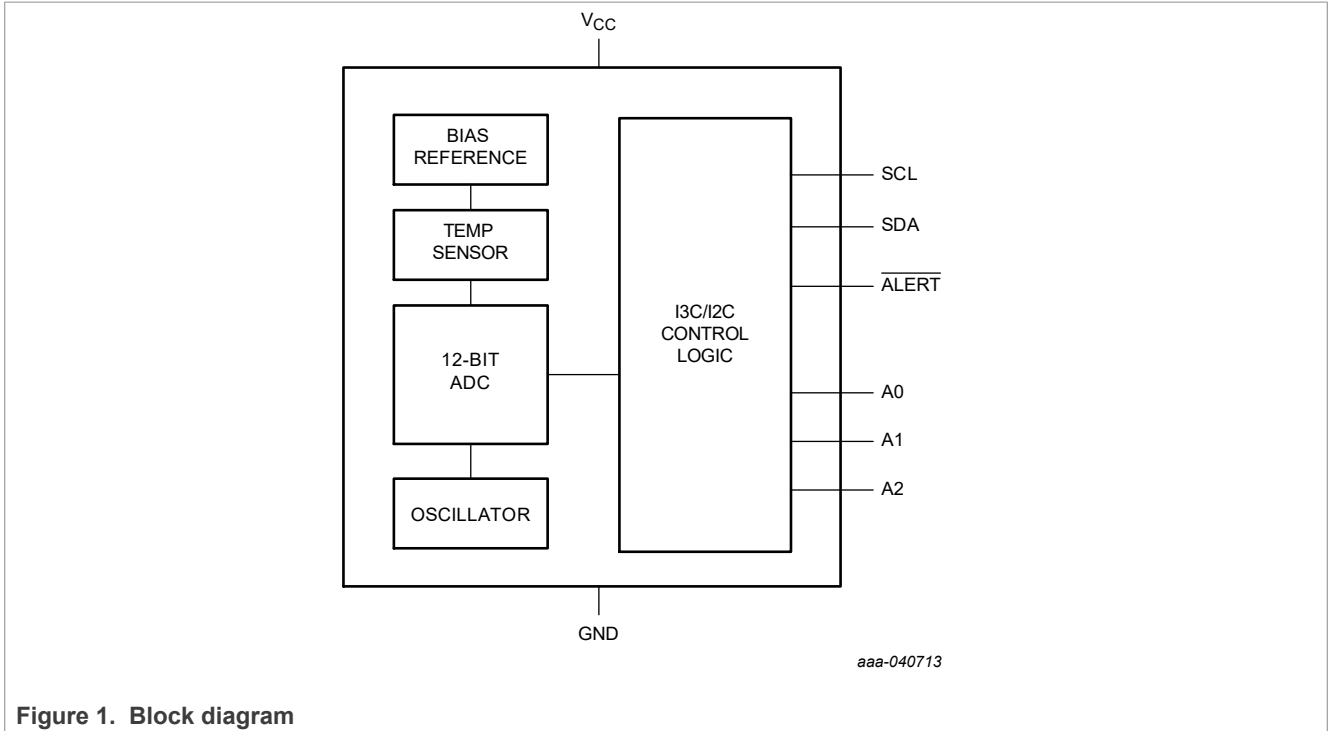 VCC
BIAS
REFERENCE
TEMP
SENSOR
12-BIT
ADC
OSCILLATOR
I3C/I2C
CONTROL
LOGIC
SCL
SDA
ALERT
A0
A1
A2
GND
aaa-040713
Figure 1. Block diagram